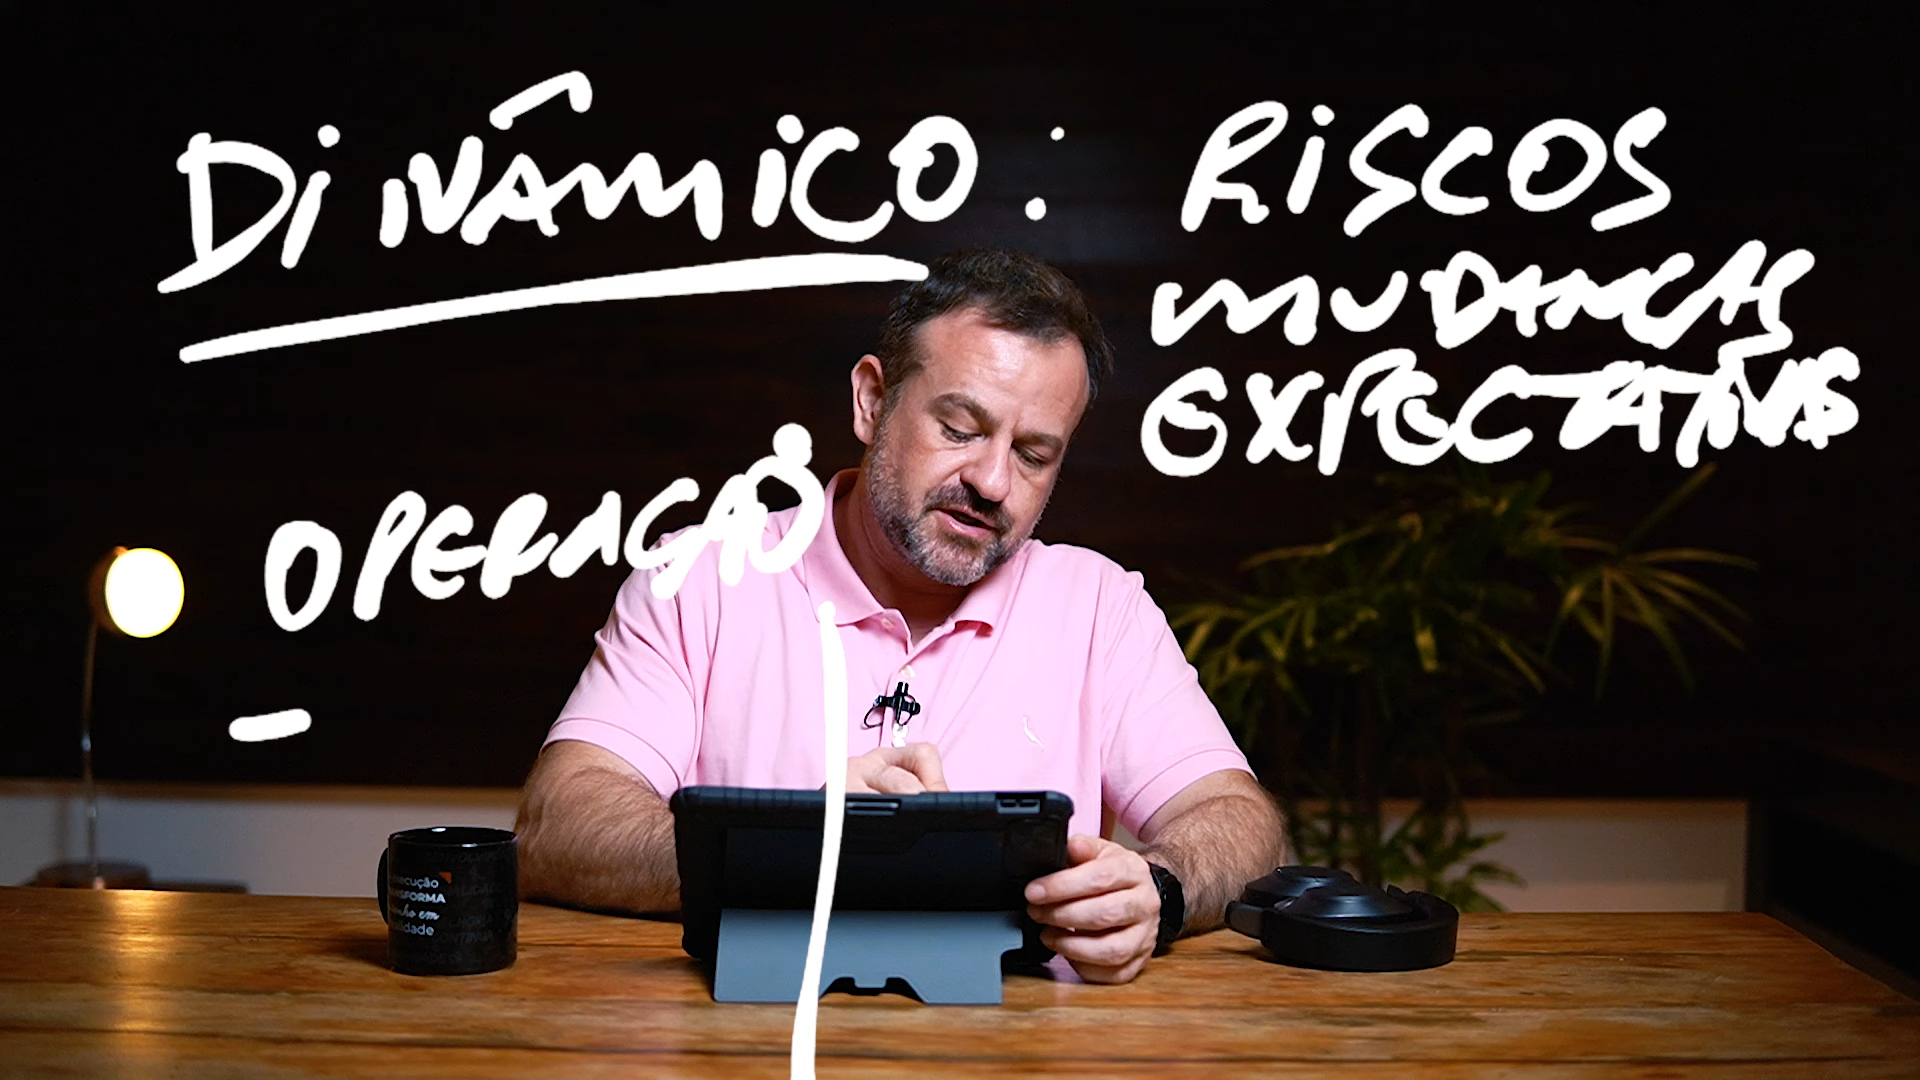 DINÂMICO: RISCOS
MUDANÇAS
EXPECTATIVAS
OPERAÇÃO
-
execução
TRANSFORMA
sonho em
realidade